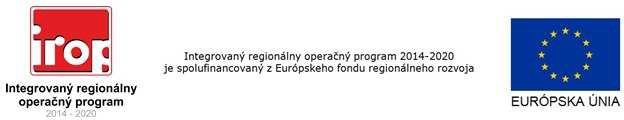 irop
Integrovaný regionálny
operačný program
2014 - 2020
Integrovaný regionálny operačný program 2014-2020
je spolufinancovaný z Európskeho fondu regionálneho rozvoja
EURÓPSKA ÚNIA